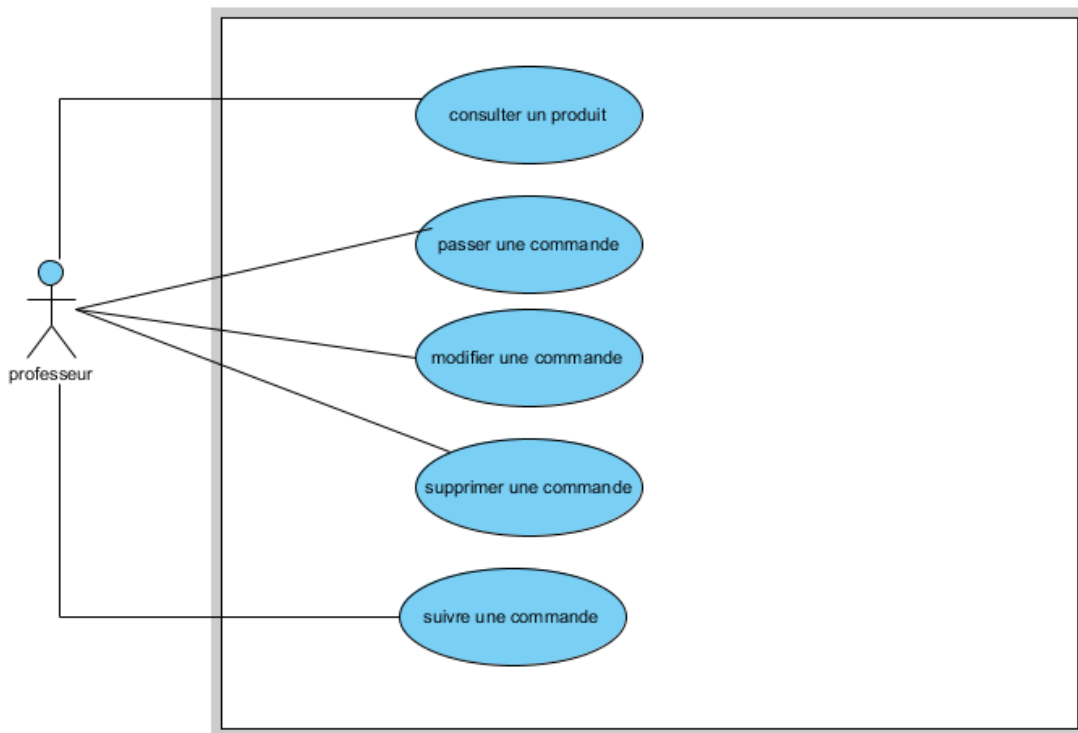 consulter un produit
passer une commande
modifier une commande
professeur
supprimer une commande
suivre une commande